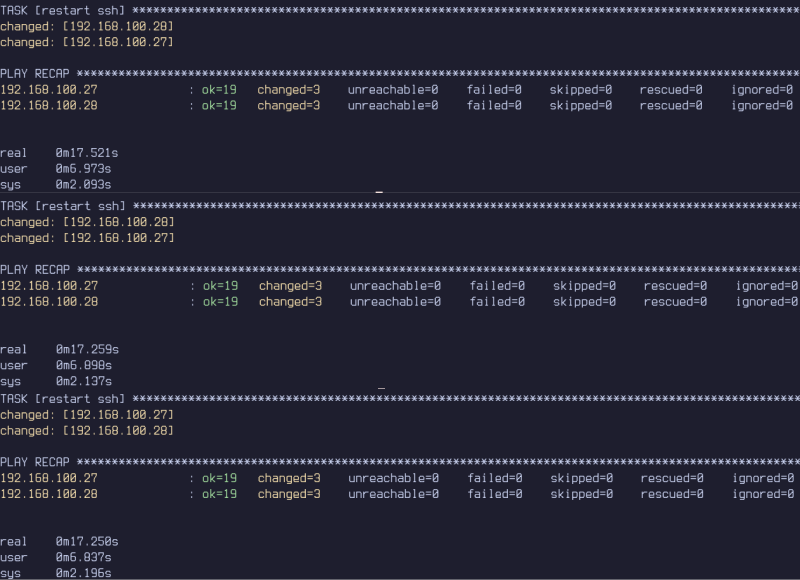 TASK [restart ssh] ************************************************************************************************
changed: [192.168.100.28]
changed: [192.168.100.27]
PLAY RECAP ********************************************************************************************************
192.168.100.27 : ok=19 changed=3 unreachable=0 failed=0 skipped=0 rescued=0 ignored=0
192.168.100.28 : ok=19 changed=3 unreachable=0 failed=0 skipped=0 rescued=0 ignored=0
real 0m17.521s
user 0m6.973s
sys 0m2.093s
TASK [restart ssh] ************************************************************************************************
changed: [192.168.100.28]
changed: [192.168.100.27]
PLAY RECAP ********************************************************************************************************
192.168.100.27 : ok=19 changed=3 unreachable=0 failed=0 skipped=0 rescued=0 ignored=0
192.168.100.28 : ok=19 changed=3 unreachable=0 failed=0 skipped=0 rescued=0 ignored=0
real 0m17.259s
user 0m6.898s
sys 0m2.137s
TASK [restart ssh] ************************************************************************************************
changed: [192.168.100.27]
changed: [192.168.100.28]
PLAY RECAP ********************************************************************************************************
192.168.100.27 : ok=19 changed=3 unreachable=0 failed=0 skipped=0 rescued=0 ignored=0
192.168.100.28 : ok=19 changed=3 unreachable=0 failed=0 skipped=0 rescued=0 ignored=0
real 0m17.250s
user 0m6.837s
sys 0m2.196s